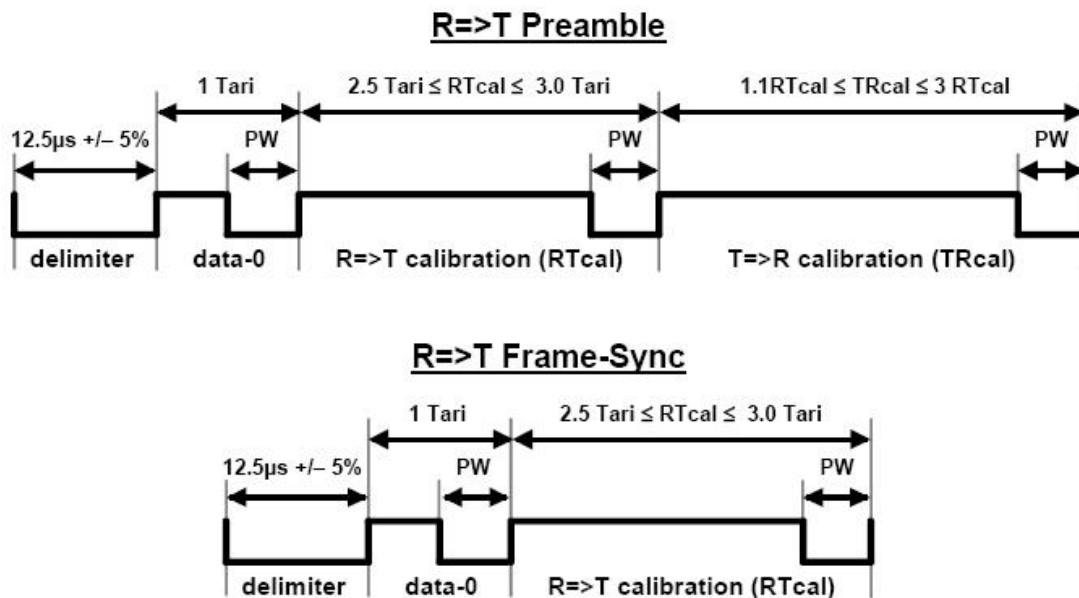 R=>T Preamble
1 Tari
2.5 Tari ≤ RTcal ≤ 3.0 Tari
1.1RTcal ≤ TRcal ≤ 3 RTcal
12.5µs +/– 5%
PW
PW
PW
delimiter
data-0
R=>T calibration (RTcal)
T=>R calibration (TRcal)
R=>T Frame-Sync
1 Tari
2.5 Tari ≤ RTcal ≤ 3.0 Tari
12.5µs +/– 5%
PW
PW
delimiter
data-0
R=>T calibration (RTcal)